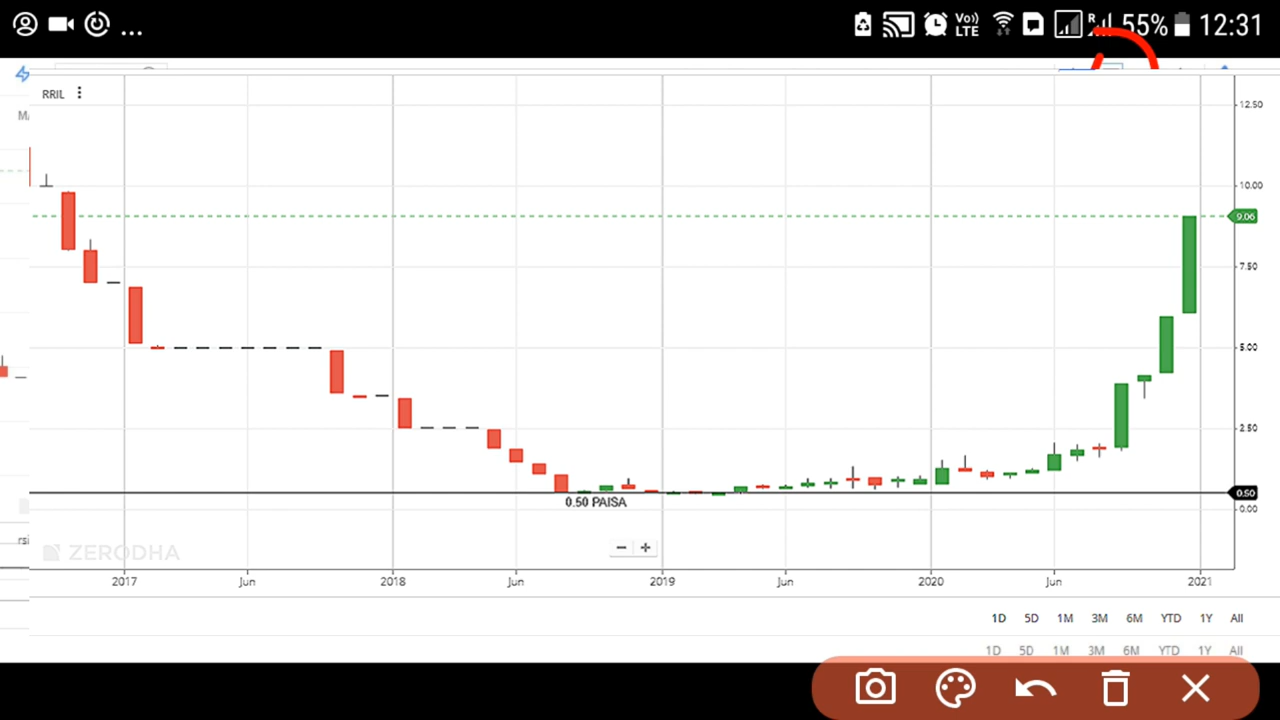 ... Vo)) LTE R 55% 12:31
RRIL
12.50
10.00
9.06
7.50
5.00
2.50
0.50
0.50 PAISA
0.00
ZERODHA
2017 Jun 2018 Jun 2019 Jun 2020 Jun 2021
1D 5D 1M 3M 6M YTD 1Y All
1D 5D 1M 3M 6M YTD 1Y All